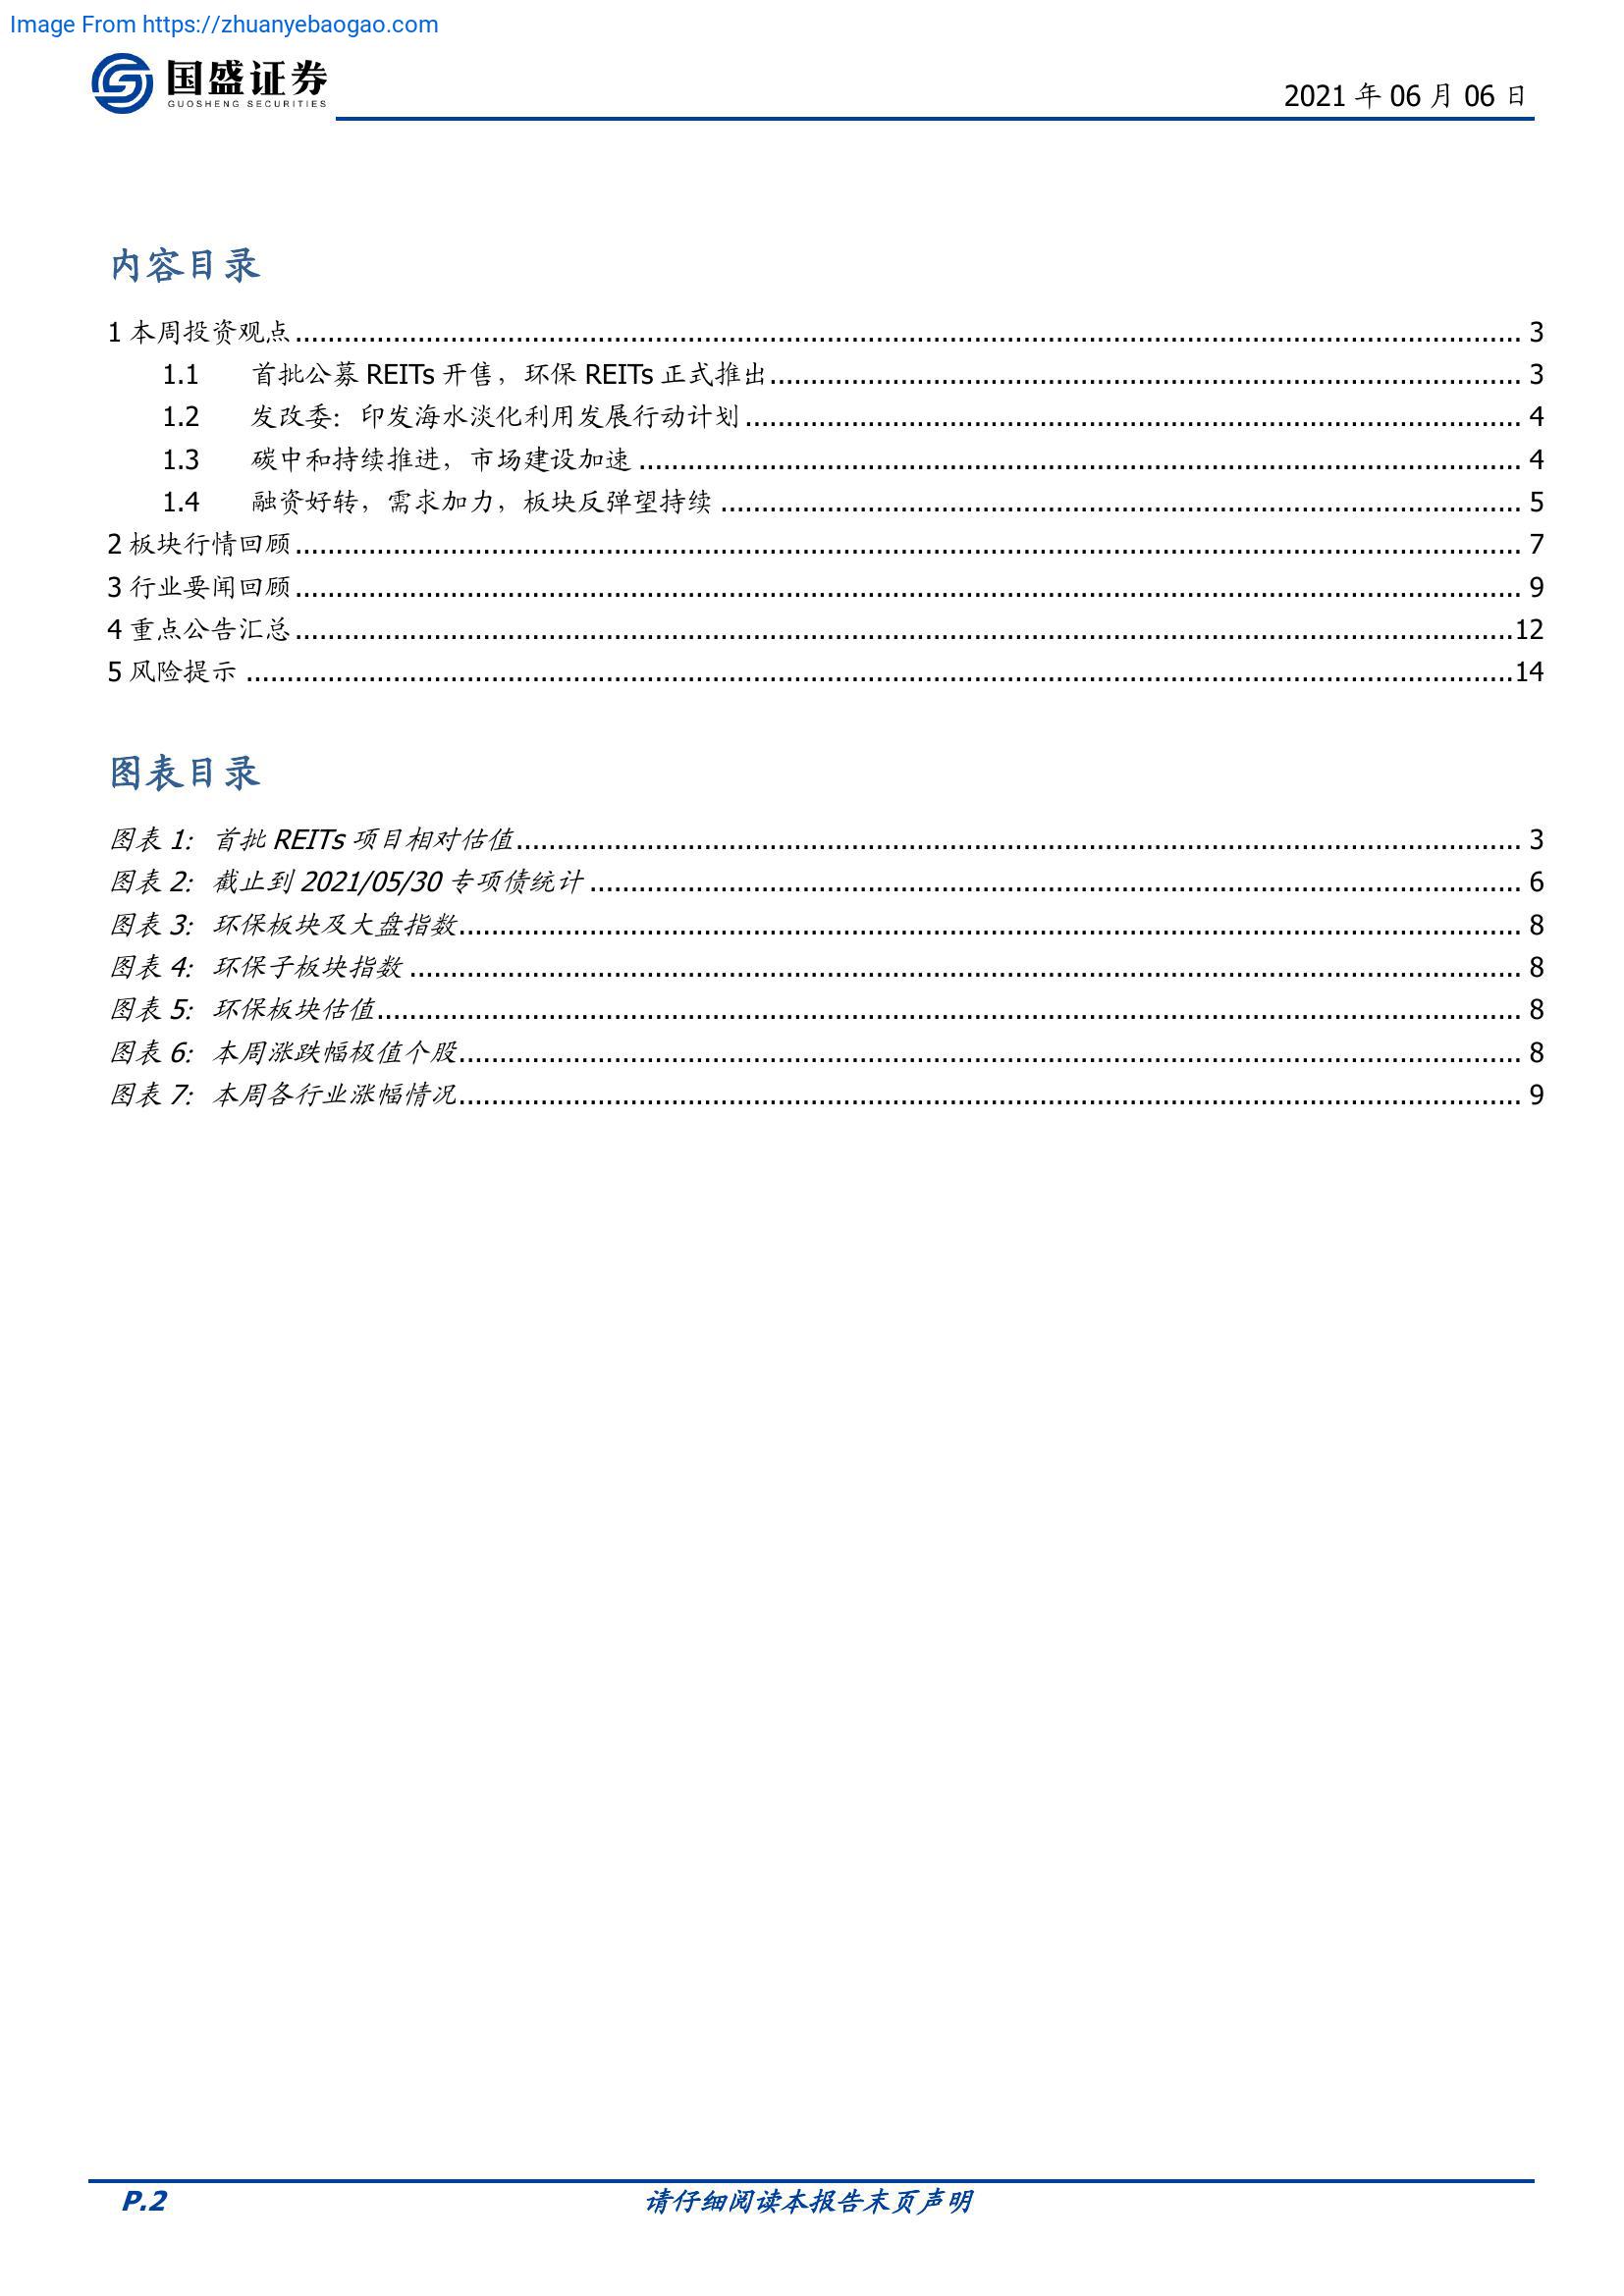 Image From https://zhuanyebaogao.com
国盛证券
GUOSHENG SECURITIES
2021 年 06 月 06 日
内容目录
1 本周投资观点 3
1.1 首批公募 REITs 开售，环保 REITs 正式推出 3
1.2 发改委：印发海水淡化利用发展行动计划 4
1.3 碳中和持续推进，市场建设加速 4
1.4 融资好转，需求加力，板块反弹望持续 5
2 板块行情回顾 7
3 行业要闻回顾 9
4 重点公告汇总 12
5 风险提示 14
图表目录
图表 1: 首批 REITs 项目相对估值 3
图表 2: 截止到 2021/05/30 专项债统计 6
图表 3: 环保板块及大盘指数 8
图表 4: 环保子板块指数 8
图表 5: 环保板块估值 8
图表 6: 本周涨跌幅极值个股 8
图表 7: 本周各行业涨幅情况 9
P.2 请仔细阅读本报告末页声明